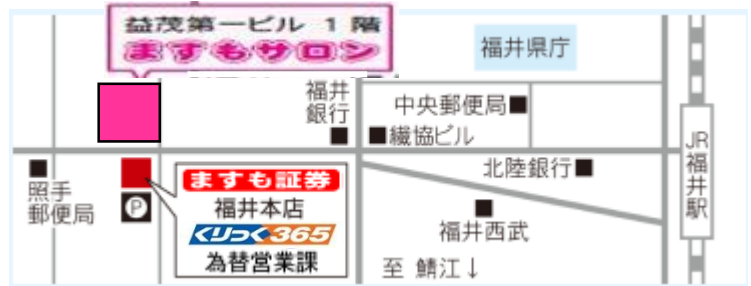 益茂第一ビル 1 階
ますもサロン
福井県庁
福井
銀行
中央郵便局
繊協ビル
JR
福
井
駅
北陸銀行
照手
郵便局
P
ますも証券
福井本店
くりっく365
為替営業課
福井西武
至 鯖江↓